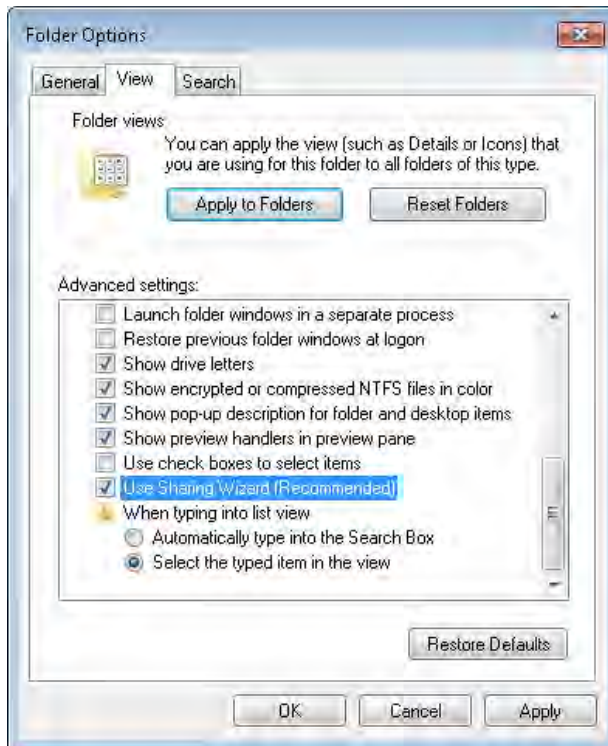 Folder Options
General
View
Search
Folder views
You can apply the view (such as Details or Icons) that
you are using for this folder to all folders of this type.
Apply to Folders
Reset Folders
Advanced settings:
Launch folder windows in a separate process
Restore previous folder windows at logon
Show drive letters
Show encrypted or compressed NTFS files in color
Show pop-up description for folder and desktop items
Show preview handlers in preview pane
Use check boxes to select items
Use Sharing Wizard (Recommended)
When typing into list view
Automatically type into the Search Box
Select the typed item in the view
Restore Defaults
OK
Cancel
Apply